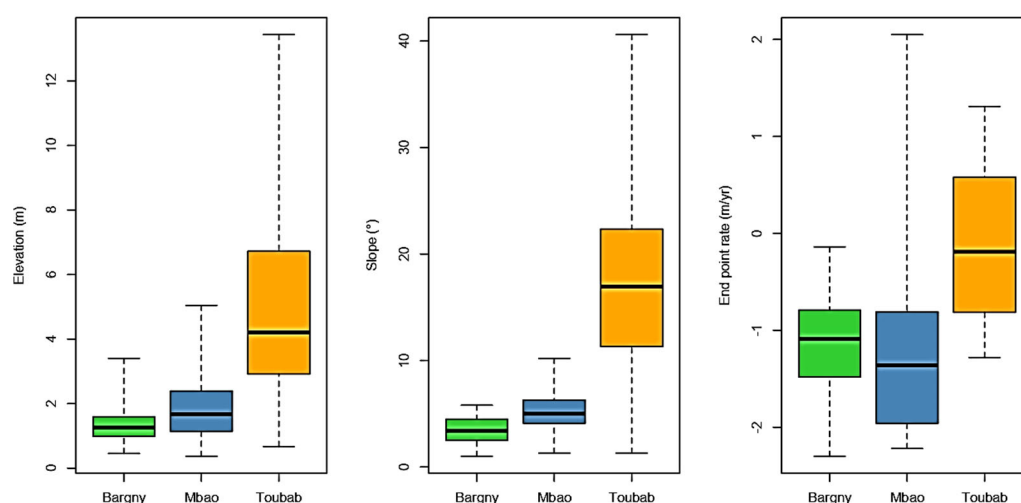 Elevation (m)
12
10
8
6
4
2
0
Bargny Mbao Toubab
Slope (°)
40
30
20
10
0
Bargny Mbao Toubab
End point rate (m/yr)
2
1
0
-1
-2
Bargny Mbao Toubab